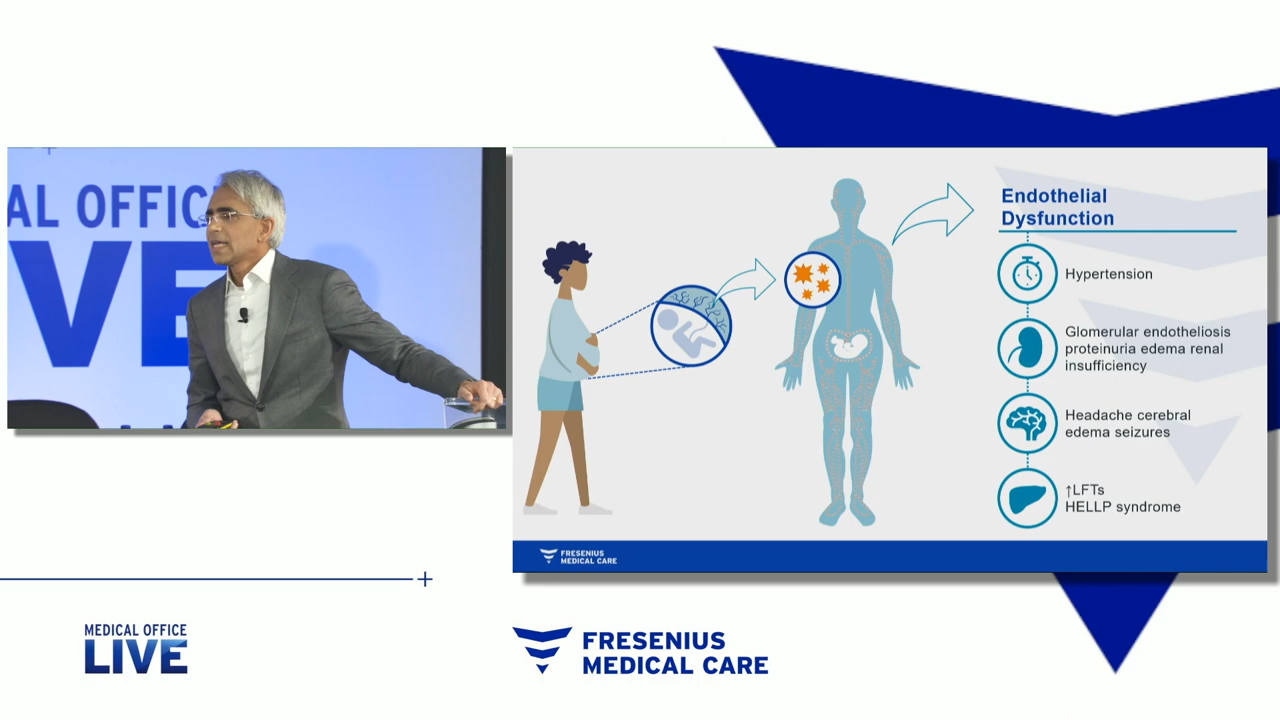 AL OFFIC
VE
Endothelial
Dysfunction
Hypertension
Glomerular endotheliosis
proteinuria edema renal
insufficiency
Headache cerebral
edema seizures
↑LFTs
HELLP syndrome
FRESENIUS
MEDICAL CARE
MEDICAL OFFICE
LIVE
FRESENIUS
MEDICAL CARE